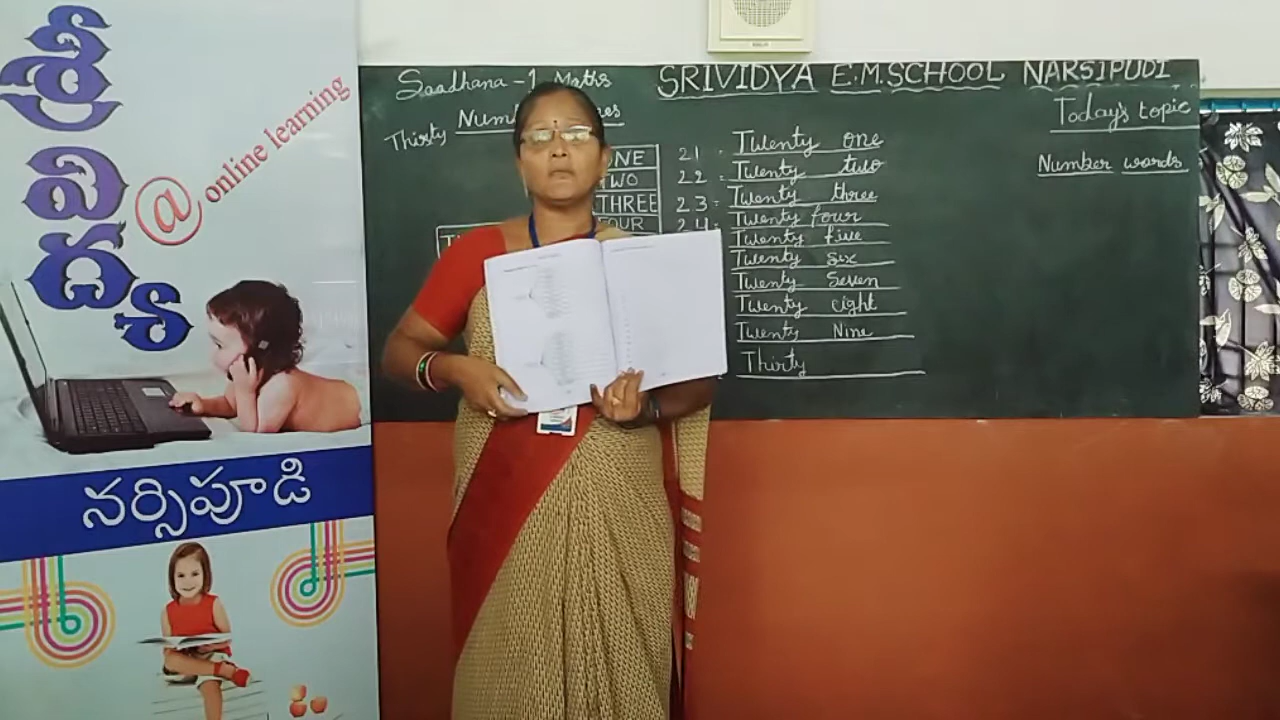 శ్రీ
వి
ద్యా
@ online learning
నర్సిపూడి
Saadhana-1 Maths
SRIVIDYA E.M.SCHOOL NARSIPUDI
Today's topic
Number words
Thirty
ONE
TWO
THREE
FOUR
21. Twenty one
22. Twenty two
23. Twenty three
24. Twenty four
Twenty five
Twenty six
Twenty Seven
Twenty eight
Twenty Nine
Thirty